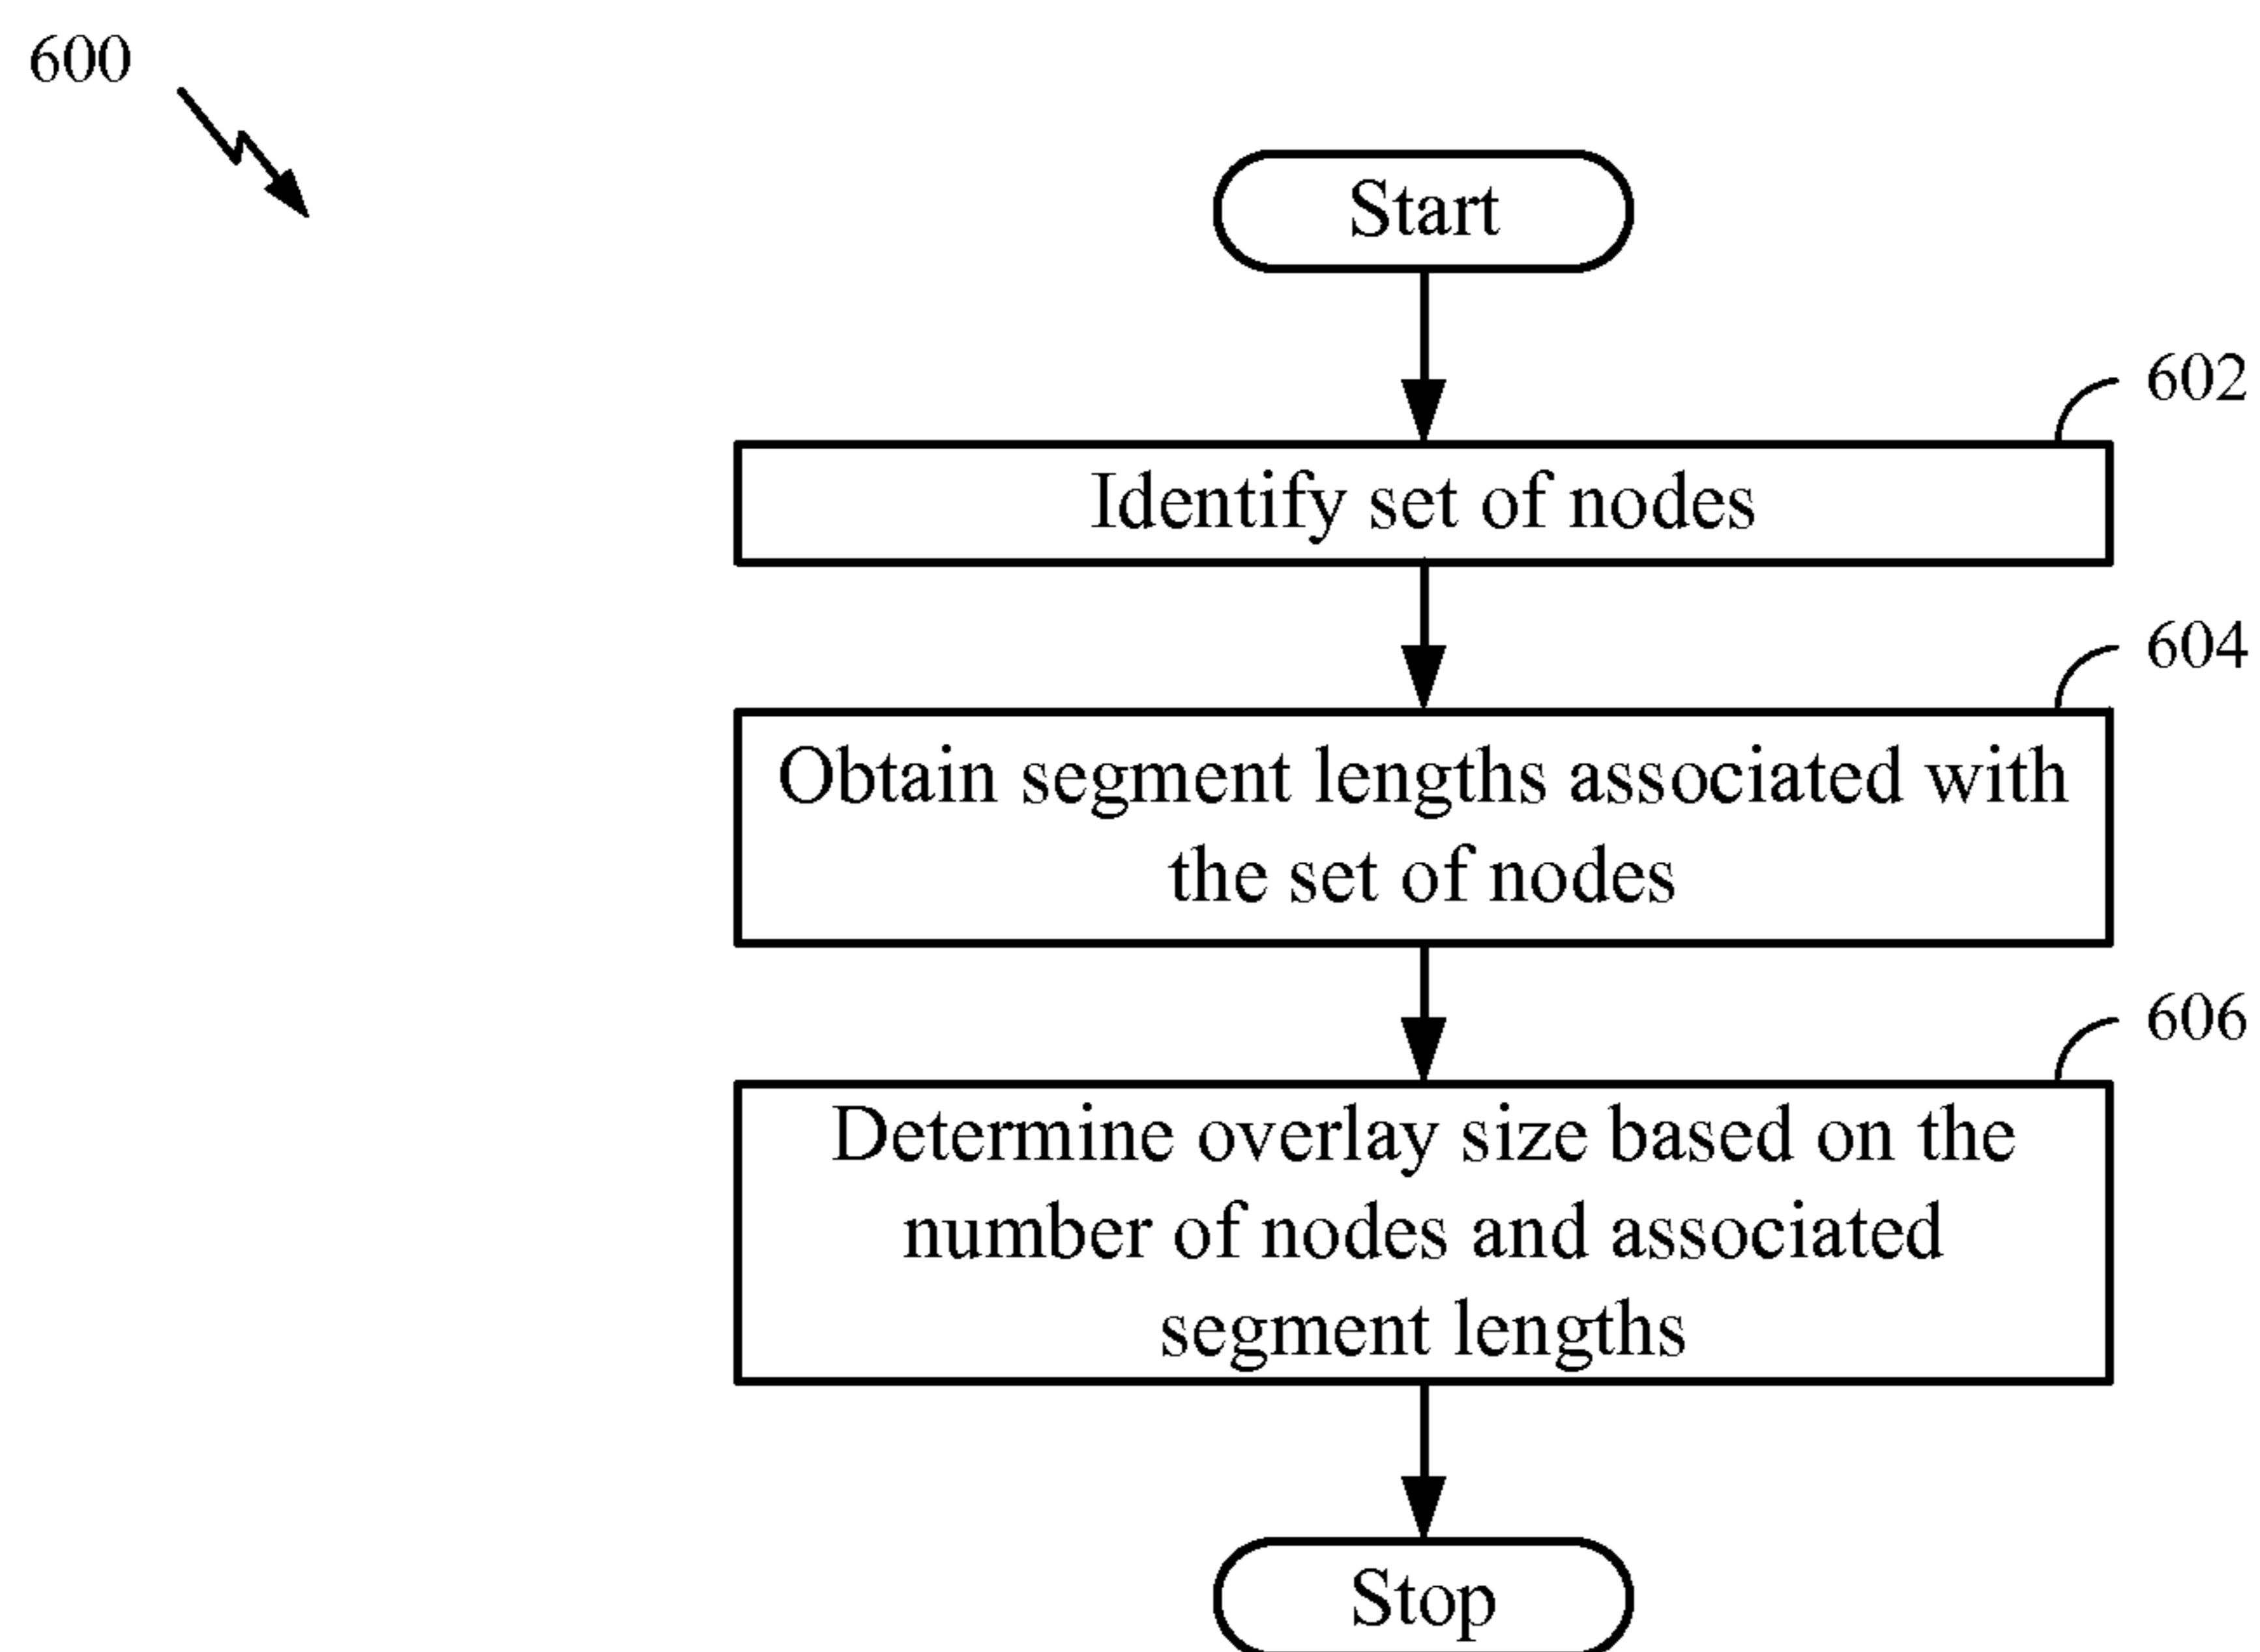 600
Start
602
Identify set of nodes
604
Obtain segment lengths associated with
the set of nodes
606
Determine overlay size based on the
number of nodes and associated
segment lengths
Stop